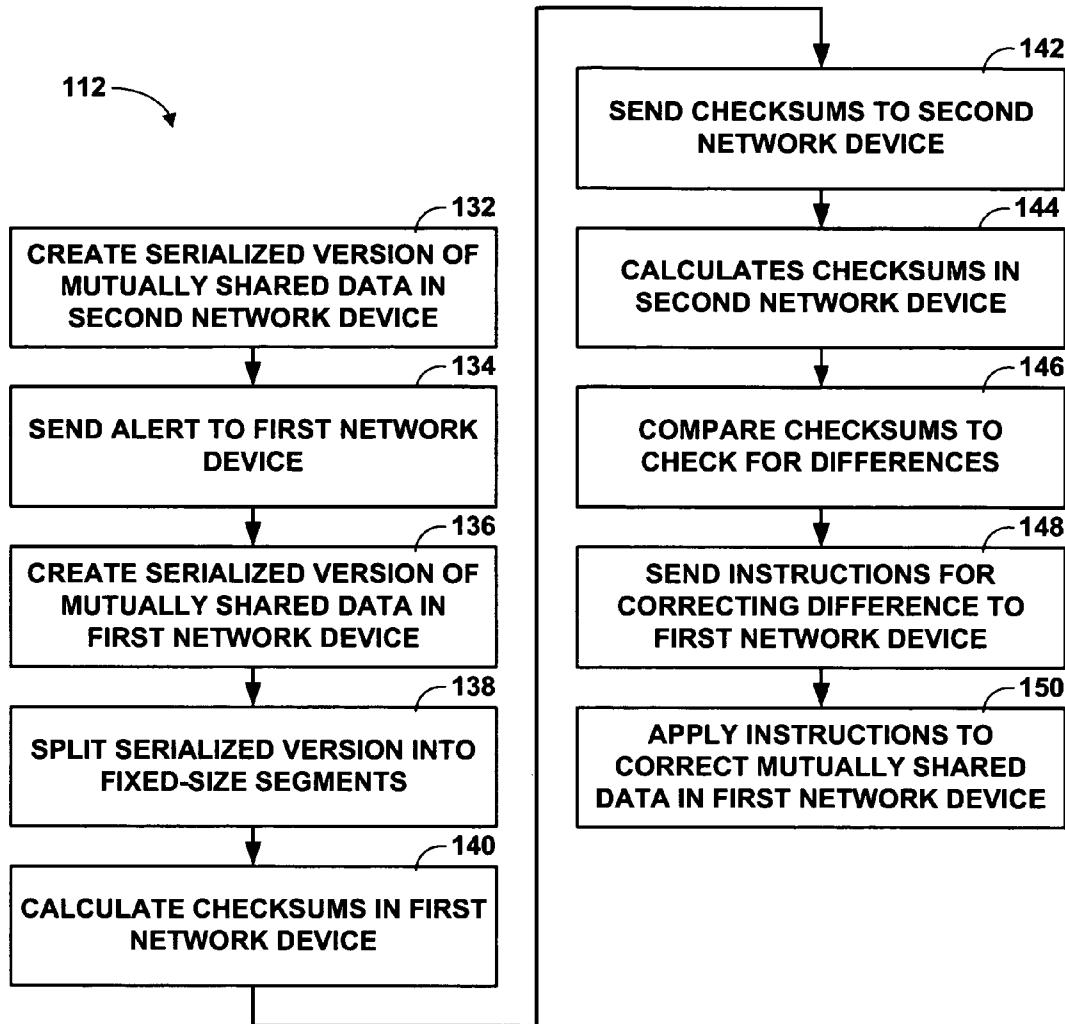 112
132
CREATE SERIALIZED VERSION OF
MUTUALLY SHARED DATA IN
SECOND NETWORK DEVICE
134
SEND ALERT TO FIRST NETWORK
DEVICE
136
CREATE SERIALIZED VERSION OF
MUTUALLY SHARED DATA IN
FIRST NETWORK DEVICE
138
SPLIT SERIALIZED VERSION INTO
FIXED-SIZE SEGMENTS
140
CALCULATE CHECKSUMS IN FIRST
NETWORK DEVICE
142
SEND CHECKSUMS TO SECOND
NETWORK DEVICE
144
CALCULATES CHECKSUMS IN
SECOND NETWORK DEVICE
146
COMPARE CHECKSUMS TO
CHECK FOR DIFFERENCES
148
SEND INSTRUCTIONS FOR
CORRECTING DIFFERENCE TO
FIRST NETWORK DEVICE
150
APPLY INSTRUCTIONS TO
CORRECT MUTUALLY SHARED
DATA IN FIRST NETWORK DEVICE